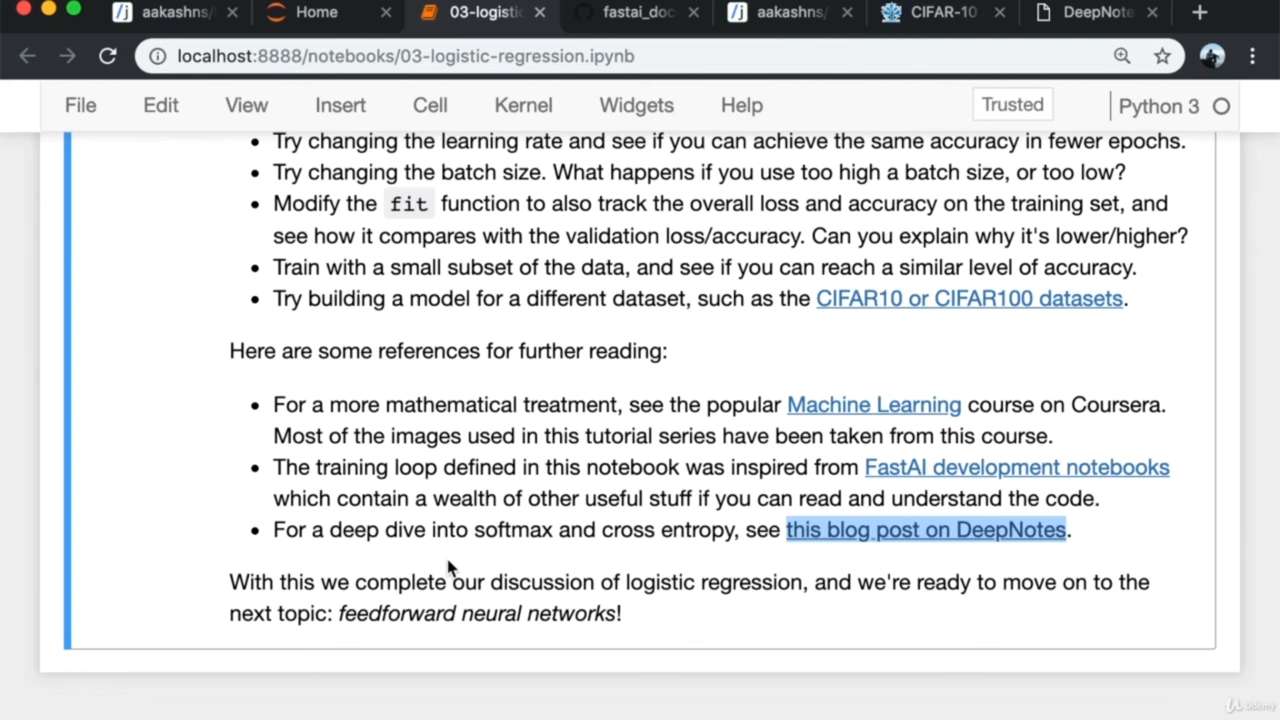 aakashns/
Home
03-logistic
fastai_doc
aakashns/
CIFAR-10
DeepNote
localhost:8888/notebooks/03-logistic-regression.ipynb
File Edit View Insert Cell Kernel Widgets Help Trusted Python 3
• Try changing the learning rate and see if you can achieve the same accuracy in fewer epochs.
• Try changing the batch size. What happens if you use too high a batch size, or too low?
• Modify the fit function to also track the overall loss and accuracy on the training set, and
see how it compares with the validation loss/accuracy. Can you explain why it's lower/higher?
• Train with a small subset of the data, and see if you can reach a similar level of accuracy.
• Try building a model for a different dataset, such as the CIFAR10 or CIFAR100 datasets.
Here are some references for further reading:
• For a more mathematical treatment, see the popular Machine Learning course on Coursera.
Most of the images used in this tutorial series have been taken from this course.
• The training loop defined in this notebook was inspired from FastAI development notebooks
which contain a wealth of other useful stuff if you can read and understand the code.
• For a deep dive into softmax and cross entropy, see this blog post on DeepNotes.
With this we complete our discussion of logistic regression, and we're ready to move on to the
next topic: feedforward neural networks!
Udemy